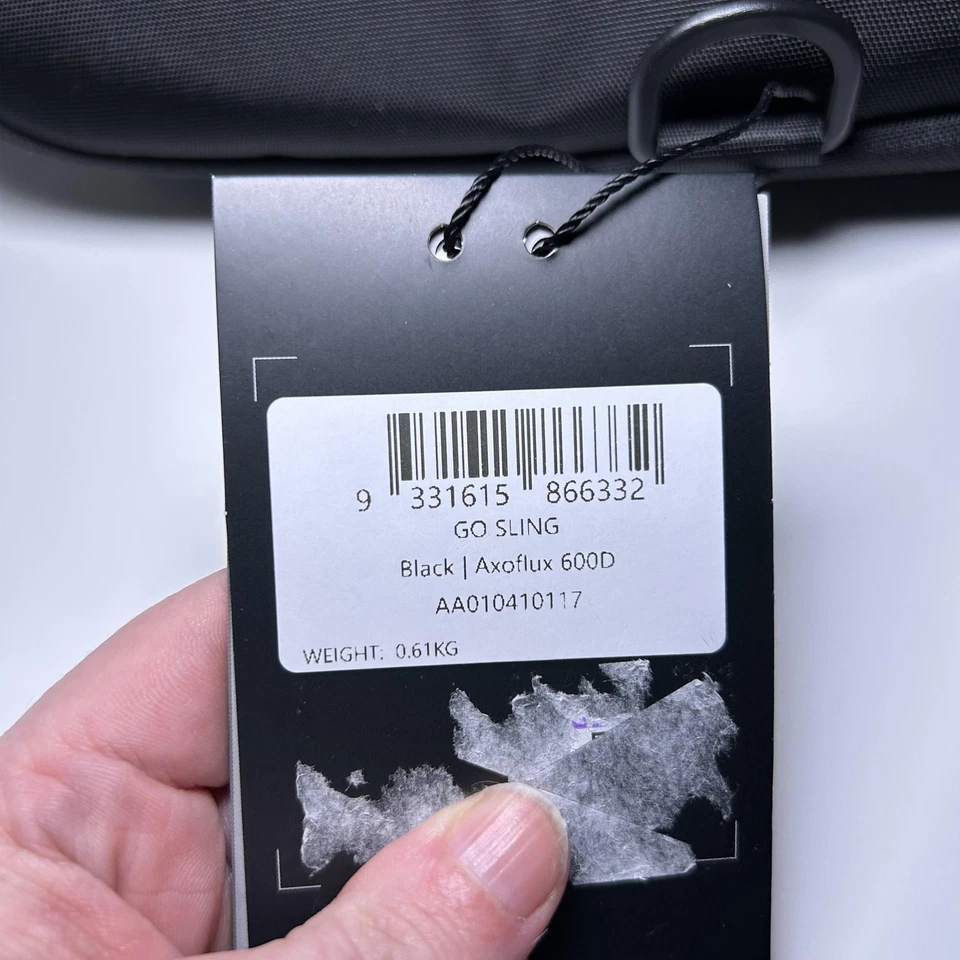 9 331615 866332
GO SLING
Black | Axoflux 600D
AA010410117
WEIGHT: 0.61KG